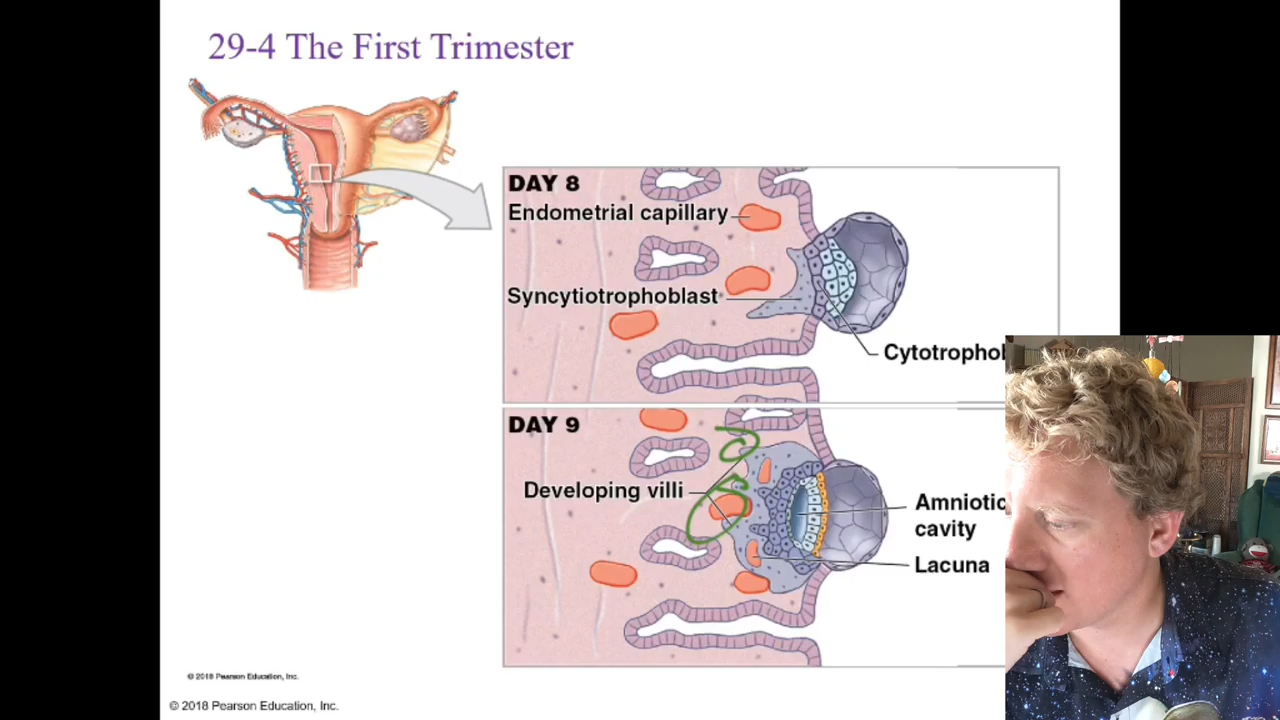 29-4 The First Trimester
DAY 8
Endometrial capillary
Syncytiotrophoblast
Cytotrophol
DAY 9
Developing villi
Amniotic
cavity
Lacuna
© 2018 Pearson Education, Inc.
© 2018 Pearson Education, Inc.